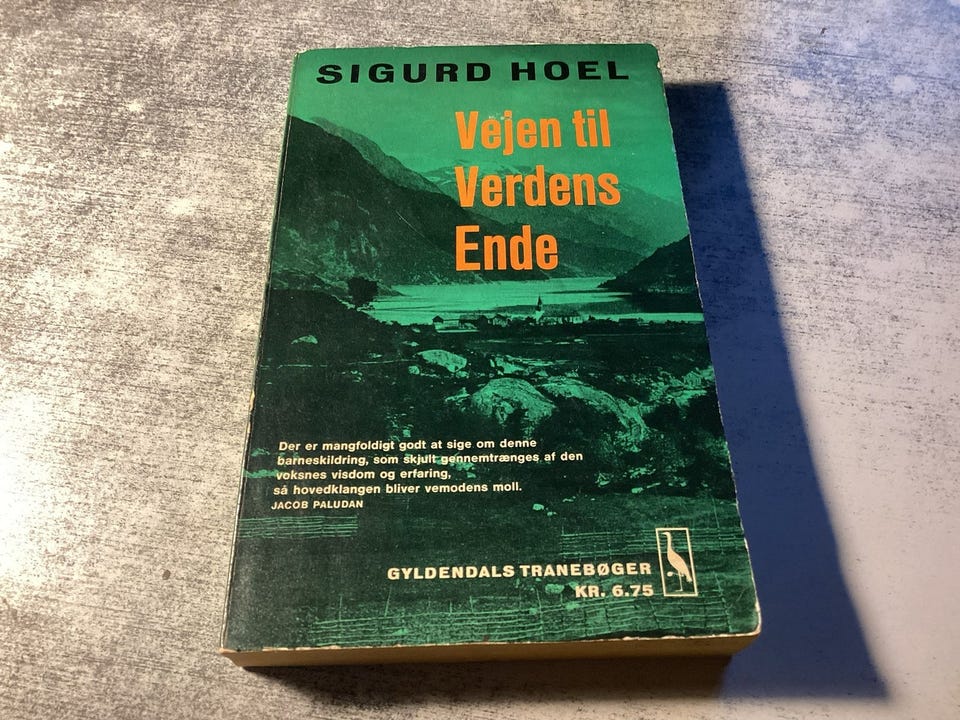 SIGURD HOEL
Vejen til
Verdens
Ende
Der er mangfoldigt godt at sige om denne
barneskildring, som skjult gennemtrænges af den
voksnes visdom og erfaring,
så hovedklangen bliver vemodens moll.
JACOB PALUDAN
GYLDENDALS TRANEBØGER
KR. 6.75